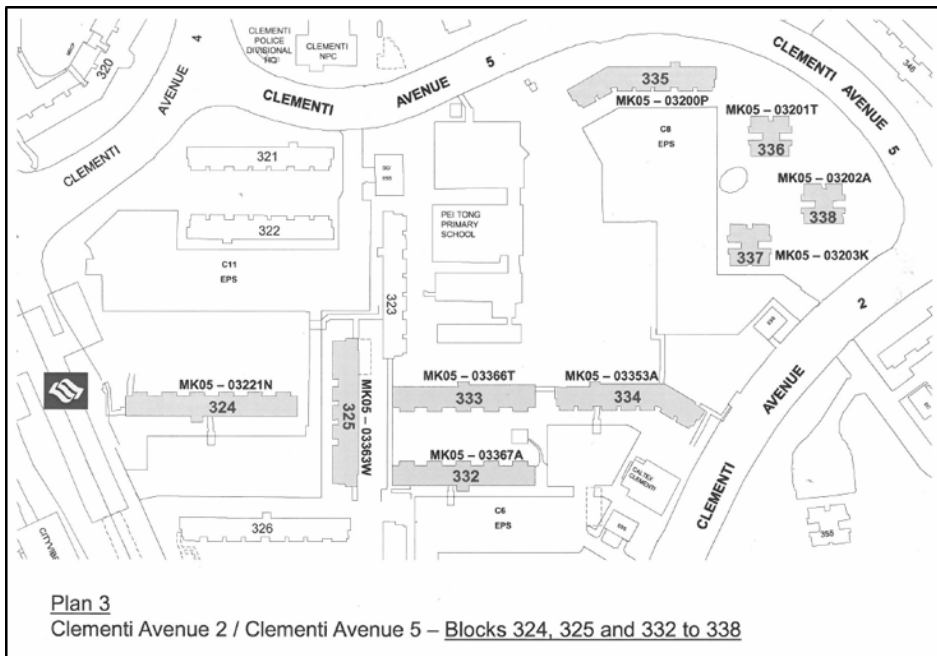 320
CLEMENTI AVENUE 4
CLEMENTI
POLICE
DIVISIONAL
HQ
CLEMENTI
NPC
CLEMENTI AVENUE 5
335
MK05 – 03200P
CLEMENTI AVENUE 5
346
C8
EPS
MK05 – 03201T
336
321
MK05 – 03202A
338
322
PEI TONG
PRIMARY
SCHOOL
337
MK05 – 03203K
C11
EPS
323
CLEMENTI AVENUE 2
MK05 – 03221N
324
325
MK05 – 03363W
MK05 – 03366T
333
MK05 – 03353A
334
MK05 – 03367A
332
CALTEX
CLEMENTI
C6
EPS
326
355
Plan 3
Clementi Avenue 2 / Clementi Avenue 5 – Blocks 324, 325 and 332 to 338